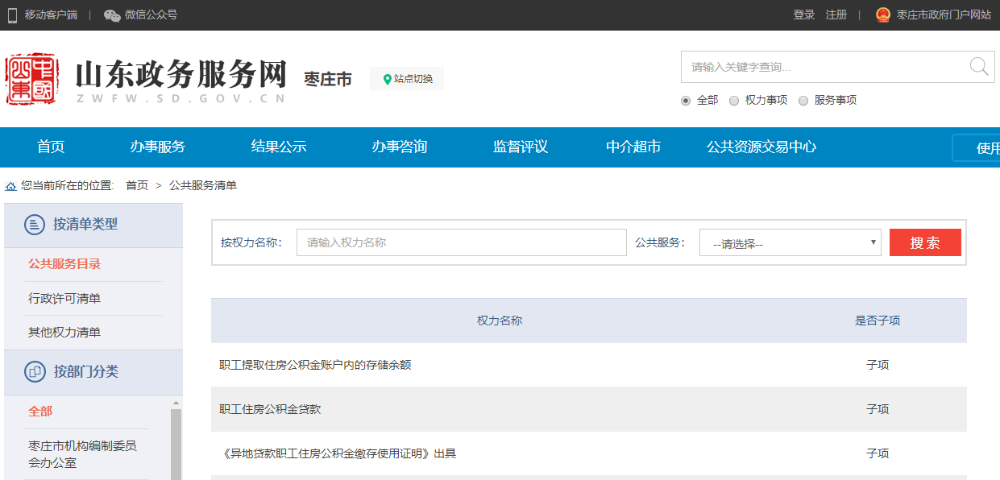 移动客户端 | 微信公众号
登录 注册 | 枣庄市政府门户网站
山东政务服务网 枣庄市 站点切换
ZWFW.SD.GOV.CN
请输入关键字查询...
全部 权力事项 服务事项
首页 办事服务 结果公示 办事咨询 监督评议 中介超市 公共资源交易中心 使用
您当前所在的位置: 首页 > 公共服务清单
按清单类型
公共服务目录
行政许可清单
其他权力清单
按部门分类
全部
枣庄市机构编制委员
会办公室
按权力名称: 请输入权力名称 公共服务: --请选择-- 搜 索
权力名称 是否子项
职工提取住房公积金账户内的存储余额 子项
职工住房公积金贷款 子项
《异地贷款职工住房公积金缴存使用证明》出具 子项